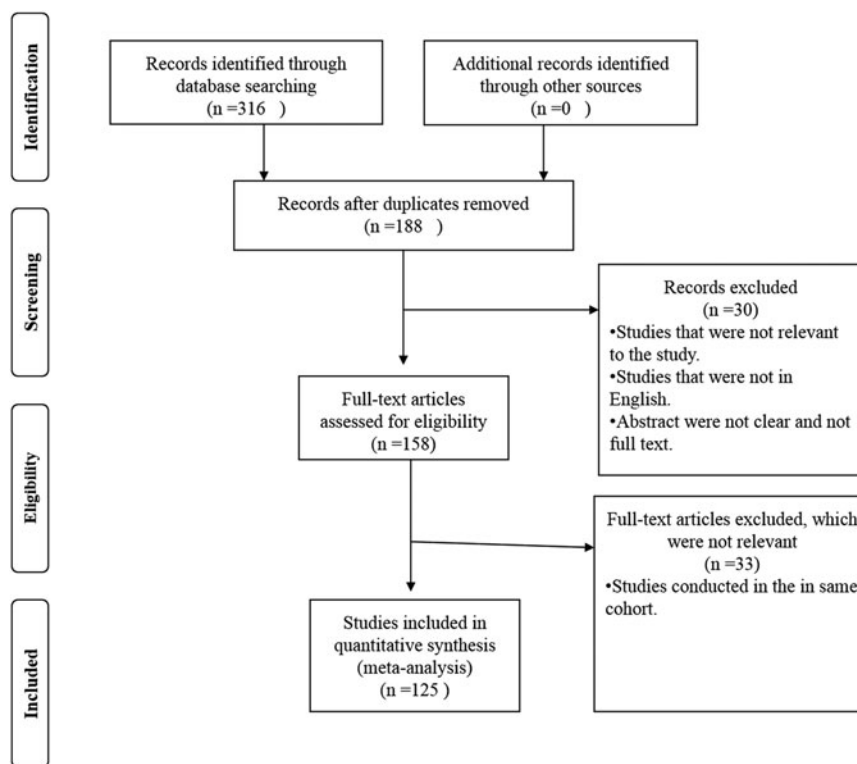 Identification
Records identified through
database searching
(n =316 )
Additional records identified
through other sources
(n =0 )
Records after duplicates removed
(n =188 )
Screening
Records excluded
(n =30)
•Studies that were not relevant
to the study.
•Studies that were not in
English.
•Abstract were not clear and not
full text.
Full-text articles
assessed for eligibility
(n =158)
Eligibility
Full-text articles excluded, which
were not relevant
(n =33)
•Studies conducted in the in same
cohort.
Studies included in
quantitative synthesis
(meta-analysis)
(n =125 )
Included